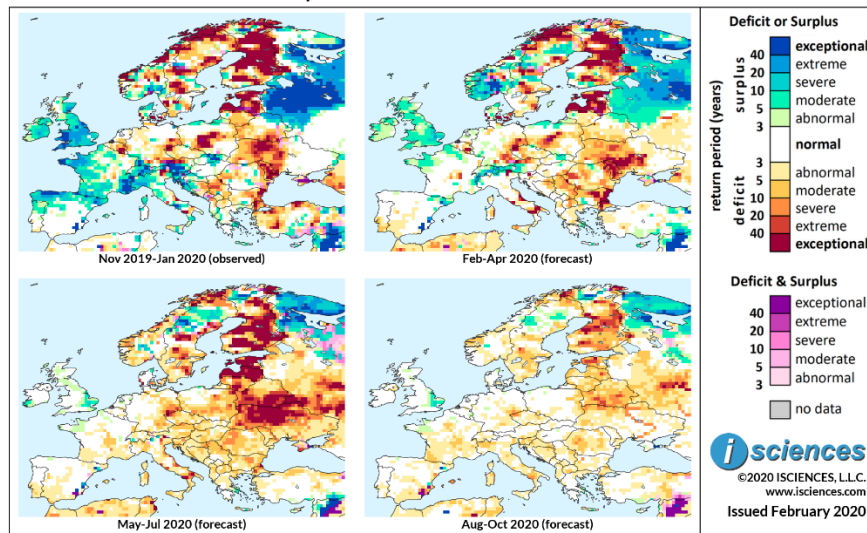 Deficit or Surplus
exceptional
40
extreme
20
severe
10
moderate
5
abnormal
3
normal
3
abnormal
5
moderate
10
severe
20
extreme
40
exceptional
return period (years)
surplus
deficit
Nov 2019-Jan 2020 (observed)
Feb-Apr 2020 (forecast)
Deficit & Surplus
exceptional
40
extreme
20
severe
10
moderate
5
abnormal
3
no data
i sciences
©2020 ISCIENCES, L.L.C.
www.isciences.com
Issued February 2020
May-Jul 2020 (forecast)
Aug-Oct 2020 (forecast)